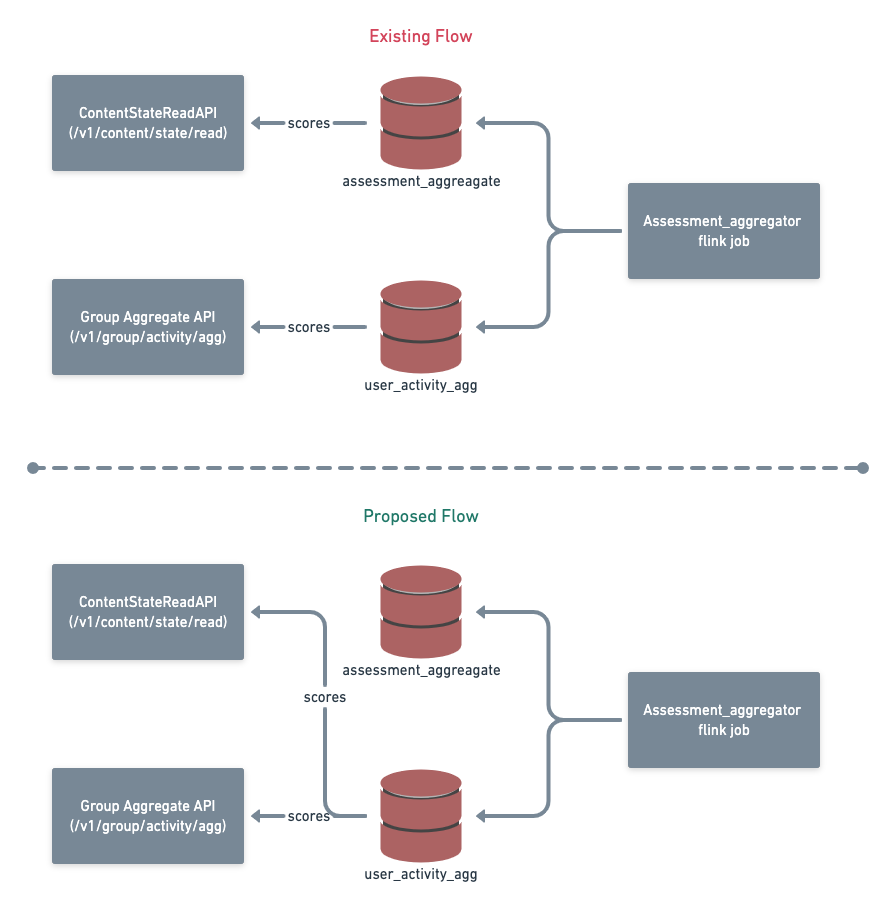 Existing Flow
ContentStateReadAPI
(/v1/content/state/read)
scores
assessment_aggreagate
Assessment_aggregator
flink job
Group Aggregate API
(/v1/group/activity/agg)
scores
user_activity_agg
Proposed Flow
ContentStateReadAPI
(/v1/content/state/read)
assessment_aggreagate
scores
Assessment_aggregator
flink job
Group Aggregate API
(/v1/group/activity/agg)
scores
user_activity_agg